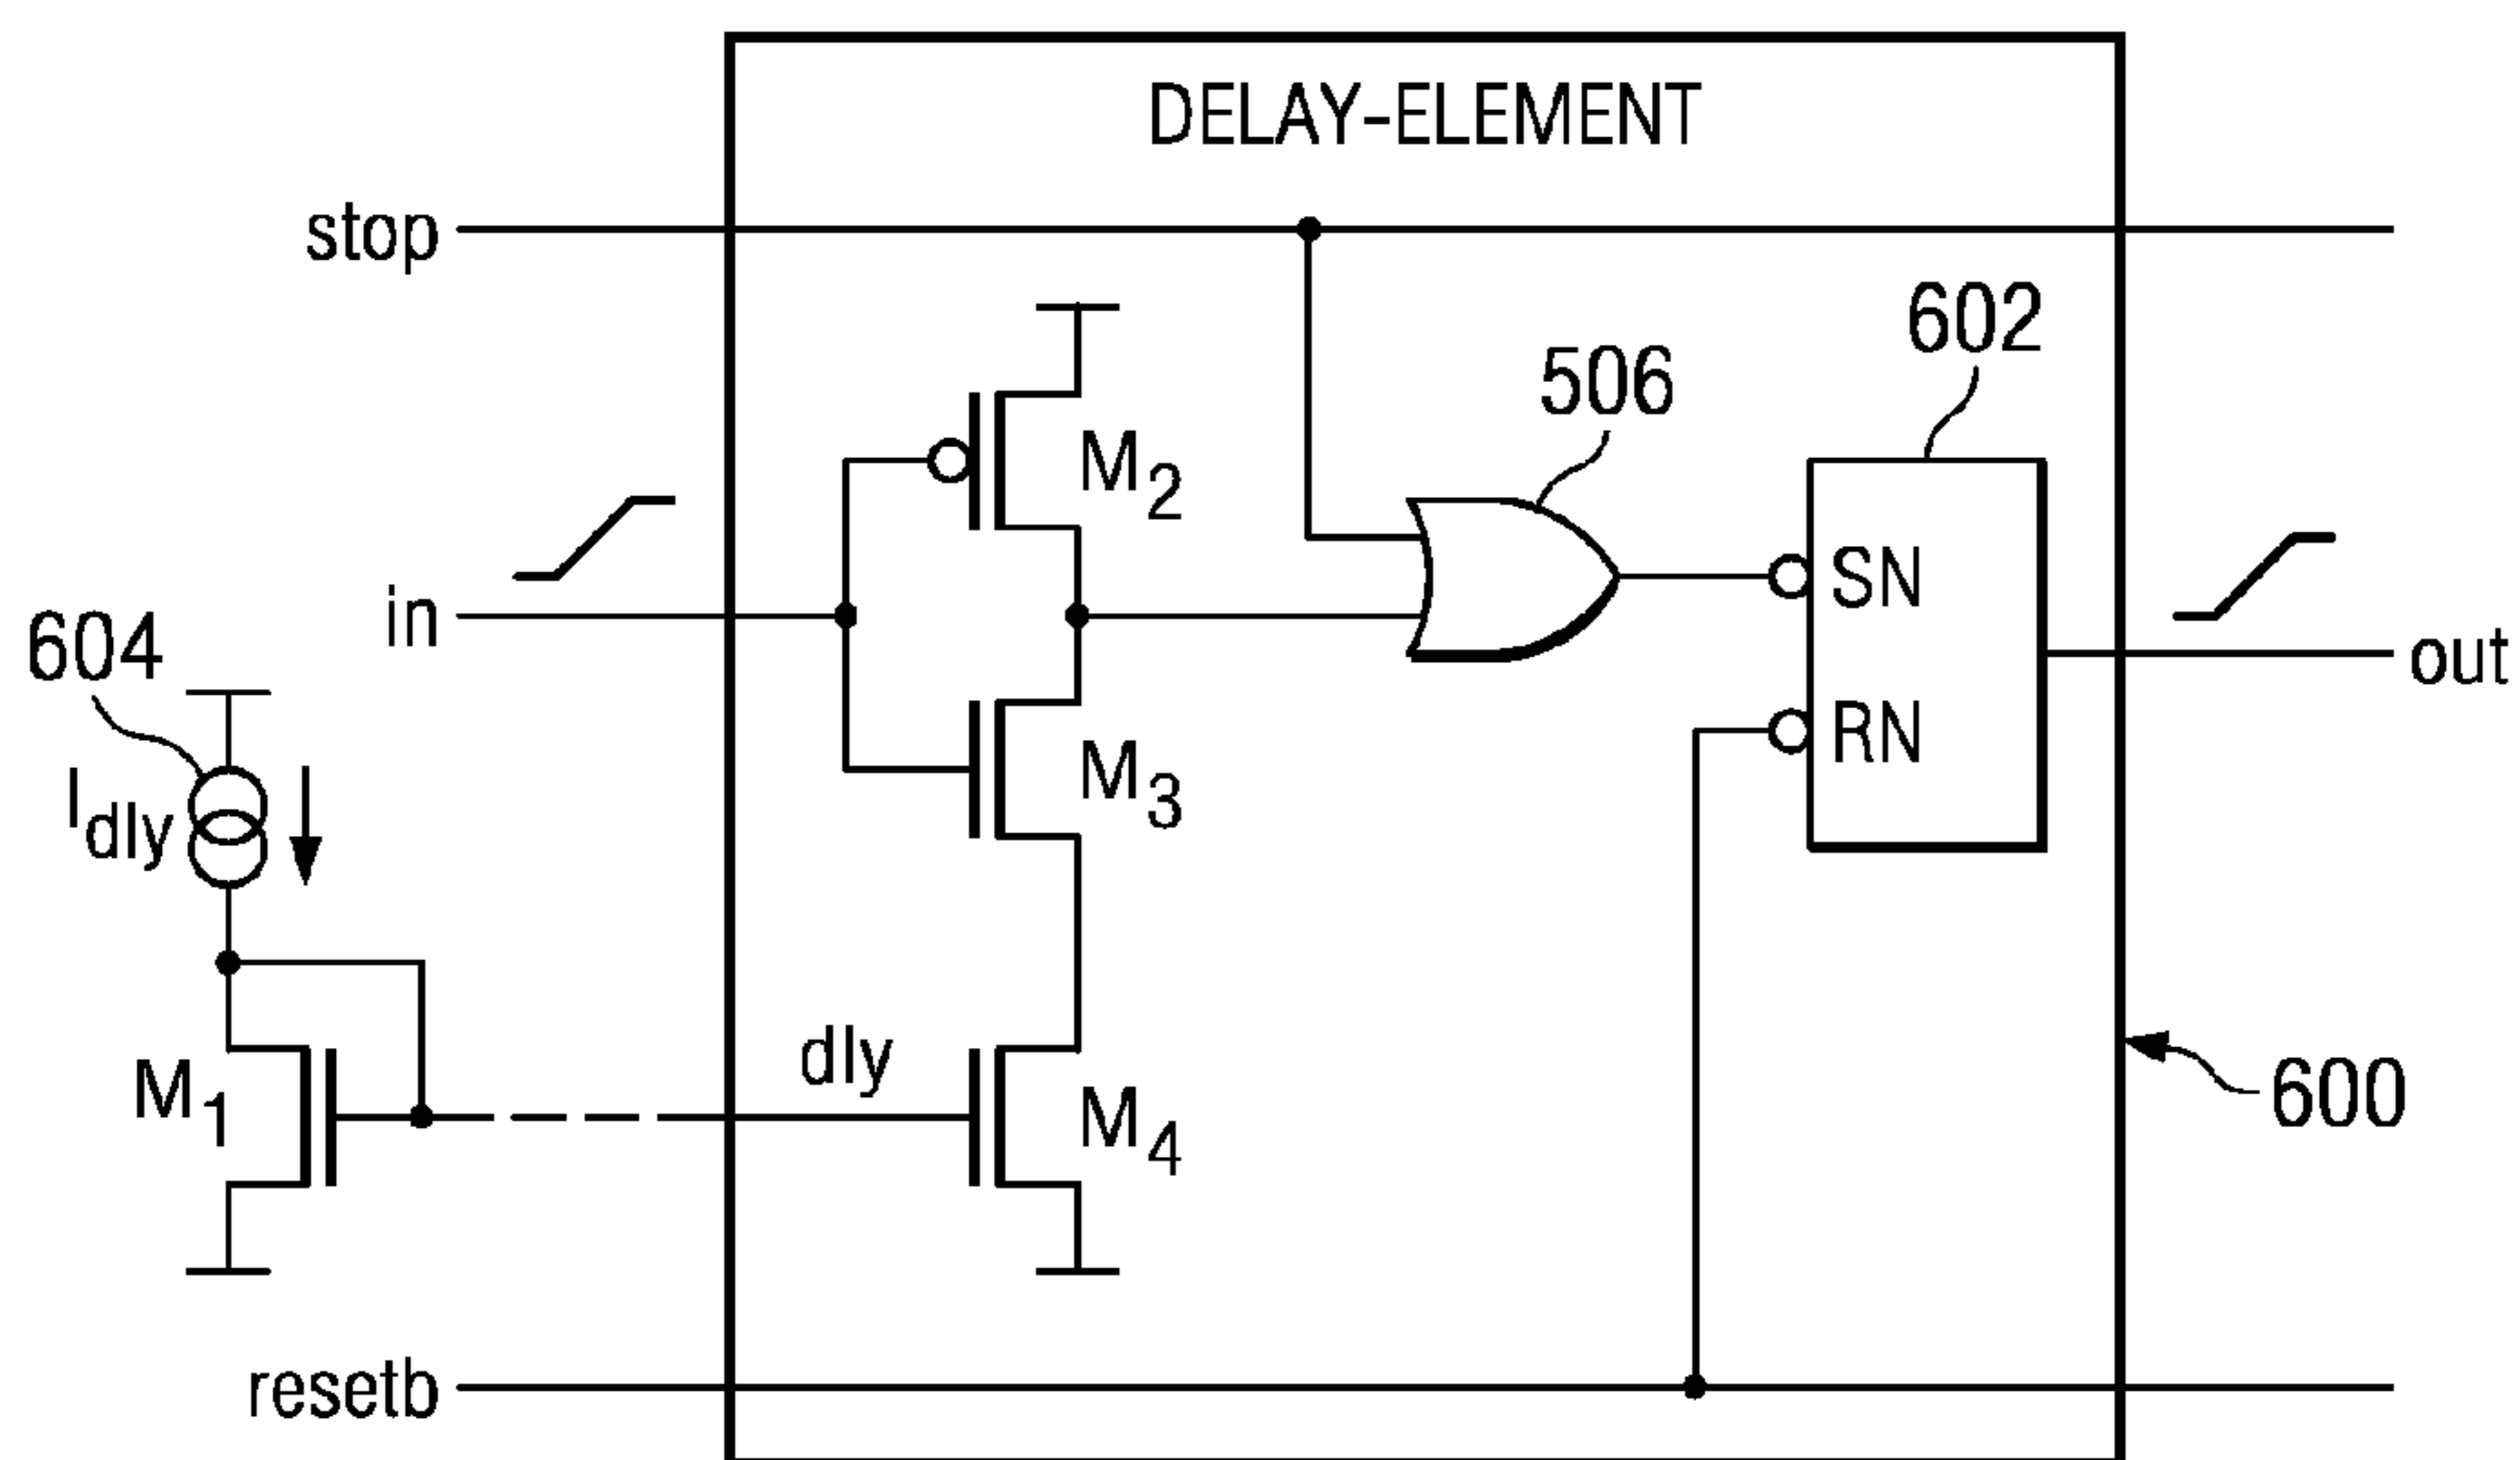 DELAY-ELEMENT
stop
602
506
M2
SN
in
604
out
RN
M3
Idly
dly
M1
M4
600
resetb